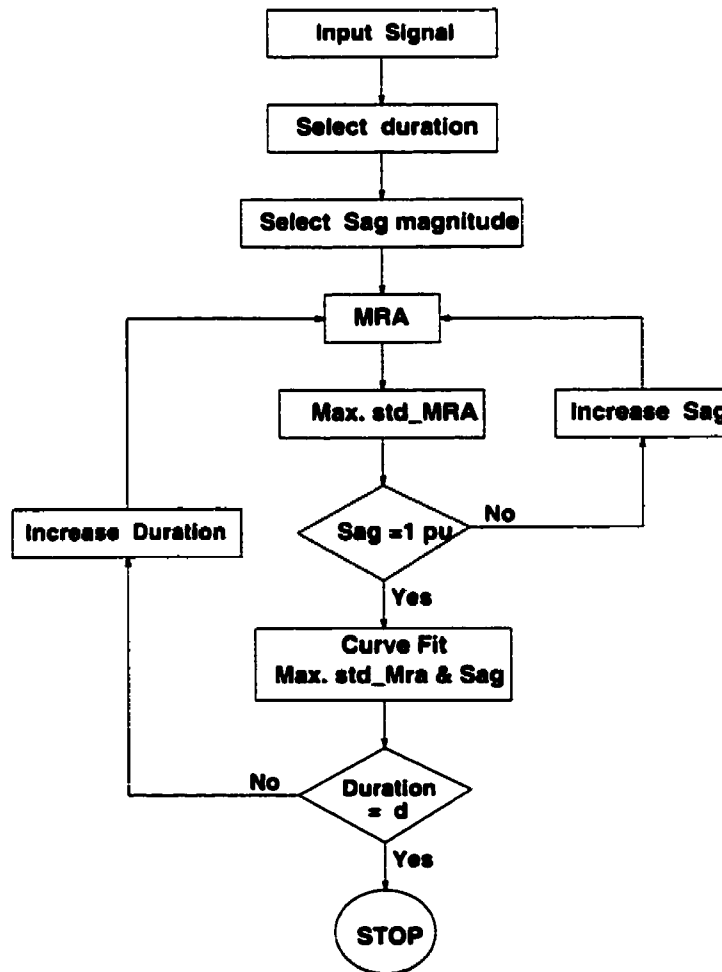 Input Signal
Select duration
Select Sag magnitude
MRA
Max. std_MRA
Increase Sag
Increase Duration
Sag =1 pu
No
Yes
Curve Fit
Max. std_Mra & Sag
No
Duration
= d
Yes
STOP